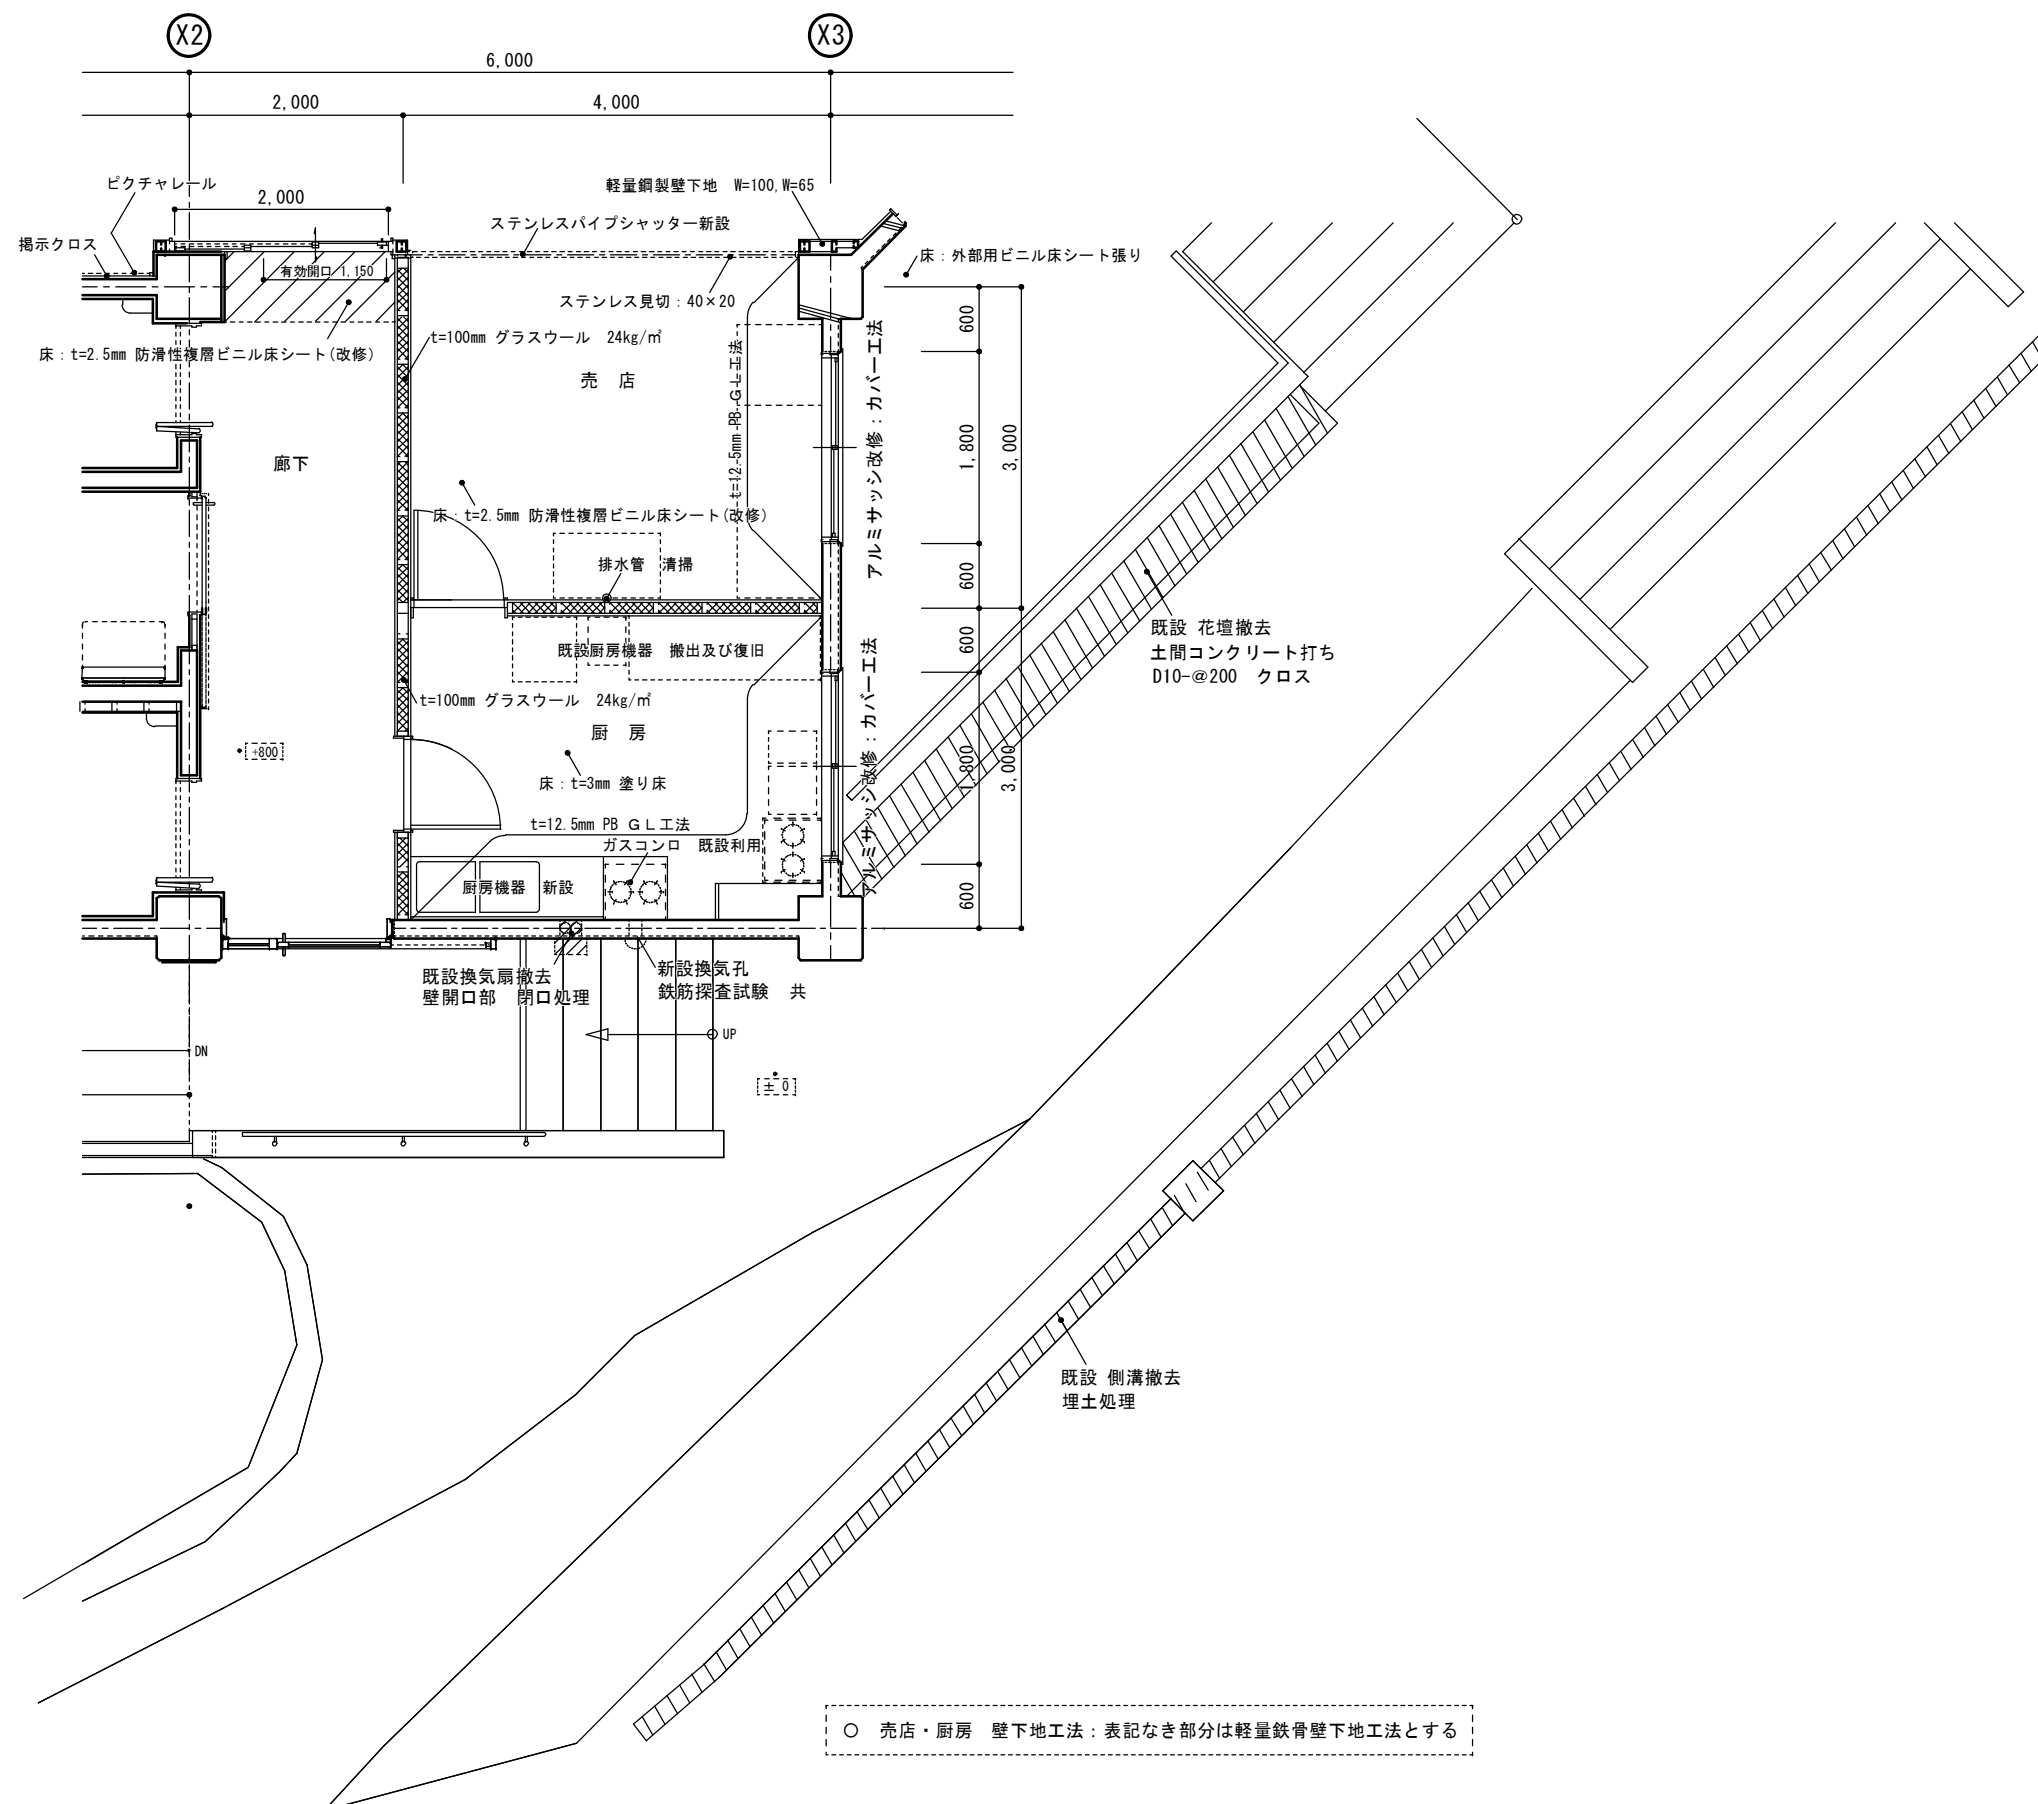 X2
X3
6,000
2,000
4,000
ピクチャレール
2,000
軽量鋼製壁下地 W=100,W=65
ステンレスパイプシャッター新設
掲示クロス
床:外部用ビニル床シート張り
有効開口 1,150
ステンレス見切:40×20
600
t=100mm グラスウール 24kg/㎡
床:t=2.5mm 防滑性複層ビニル床シート(改修)
売 店
t=12.5mm PB GL工法
アルミサッシ改修:カバー工法
1,800
3,000
廊下
床:t=2.5mm 防滑性複層ビニル床シート(改修)
排水管 清掃
600
600
既設 花壇撤去
土間コンクリート打ち
D10-@200 クロス
既設厨房機器 搬出及び復旧
t=100mm グラスウール 24kg/㎡
厨 房
アルミサッシ改修:カバー工法
1,800
3,000
+800
床:t=3mm 塗り床
t=12.5mm PB GL工法
ガスコンロ 既設利用
厨房機器 新設
600
既設換気扇撤去
壁開口部 閉口処理
新設換気孔
鉄筋探査試験 共
UP
DN
±0
既設 側溝撤去
埋土処理
○ 売店・厨房 壁下地工法:表記なき部分は軽量鉄骨壁下地工法とする